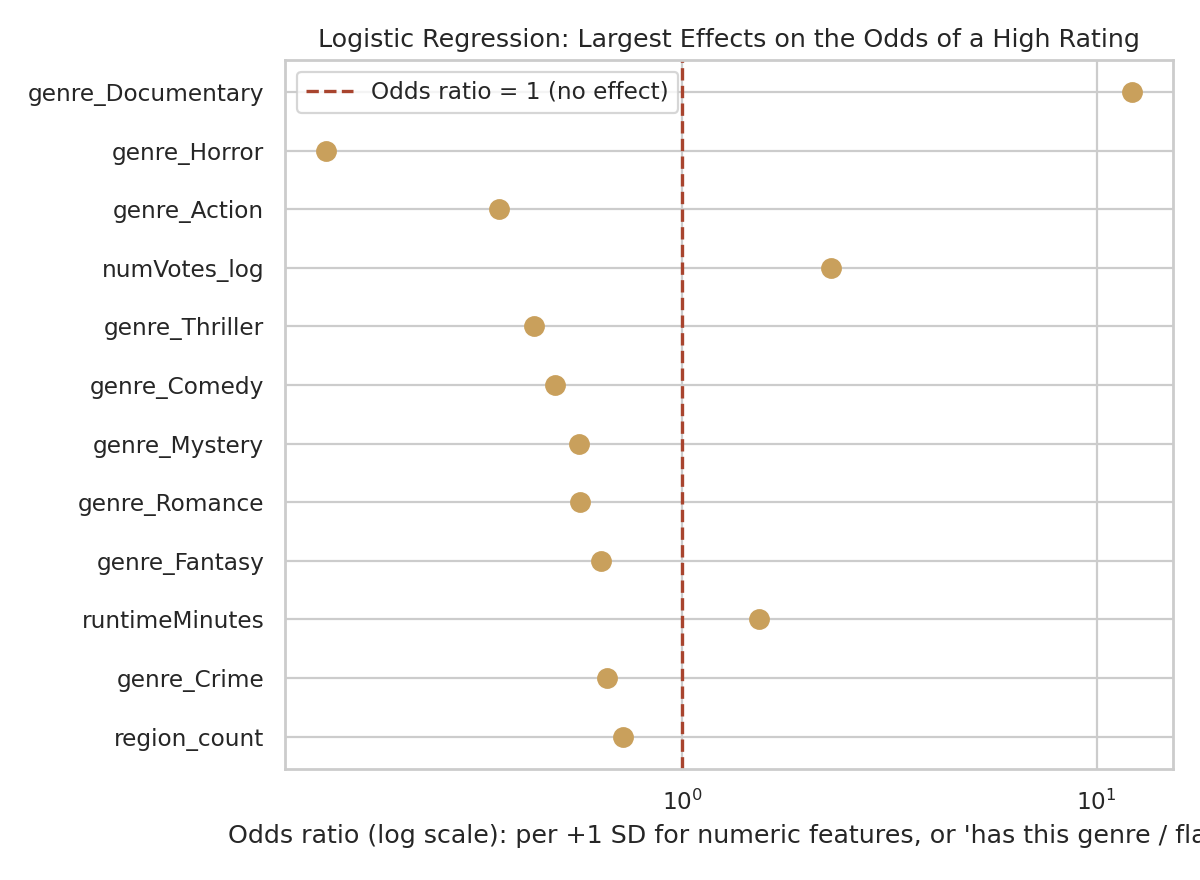 Logistic Regression: Largest Effects on the Odds of a High Rating
Odds ratio = 1 (no effect)
genre_Documentary
genre_Horror
genre_Action
numVotes_log
genre_Thriller
genre_Comedy
genre_Mystery
genre_Romance
genre_Fantasy
runtimeMinutes
genre_Crime
region_count
10⁰ 10¹
Odds ratio (log scale): per +1 SD for numeric features, or 'has this genre / fla